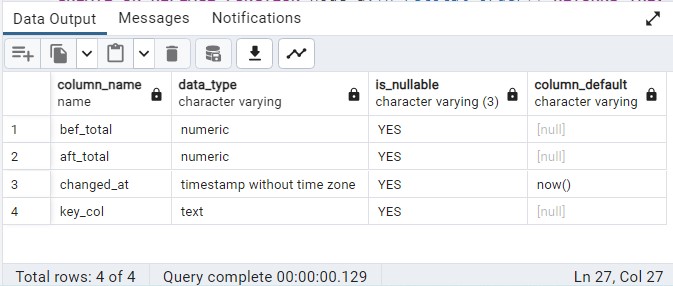 Data Output Messages Notifications
column_name data_type is_nullable column_default
name character varying character varying (3) character varying
1 bef_total numeric YES [null]
2 aft_total numeric YES [null]
3 changed_at timestamp without time zone YES now()
4 key_col text YES [null]
Total rows: 4 of 4 Query complete 00:00:00.129 Ln 27, Col 27